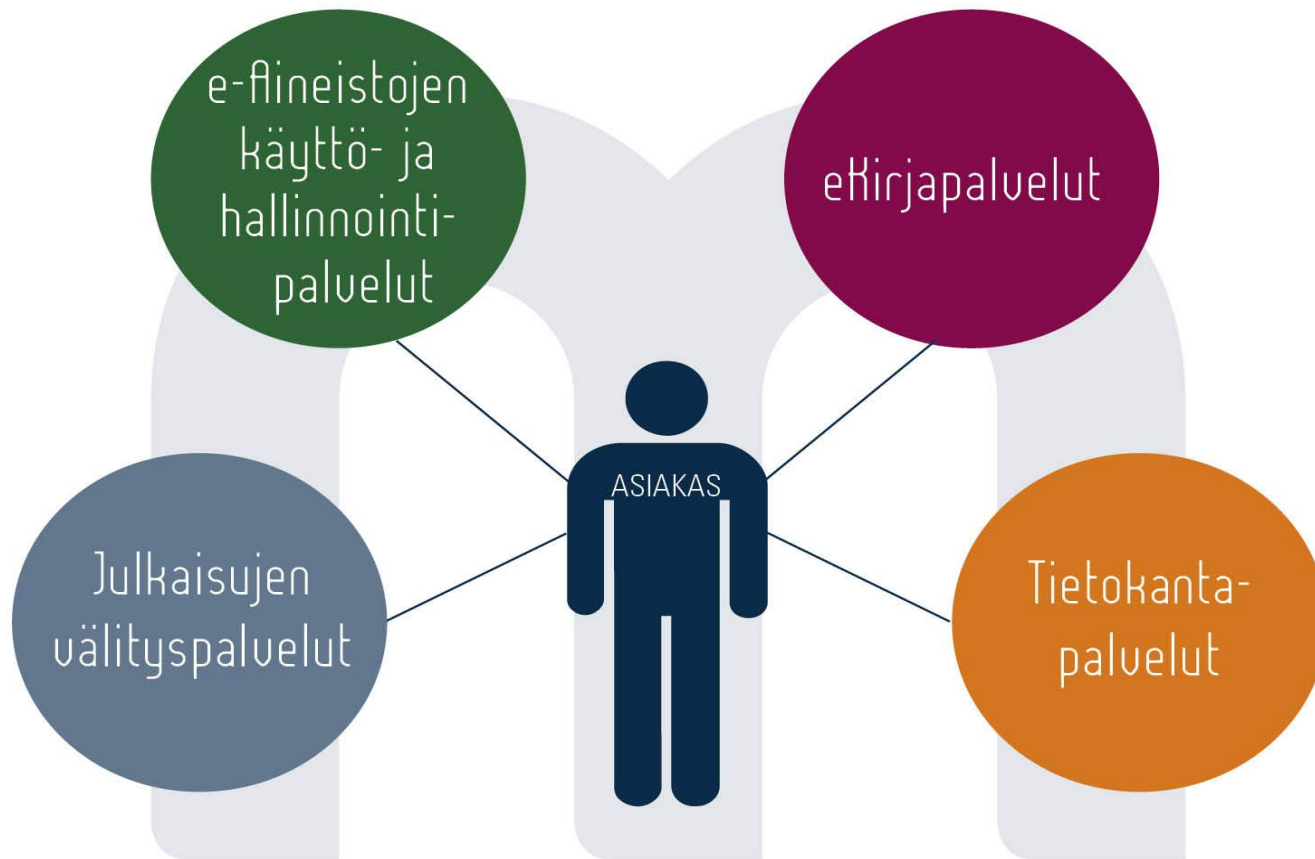 e-Aineistojen
käyttö- ja
hallinnointi-
palvelut
eKirjapalvelut
ASIAKAS
Julkaisujen
välityspalvelut
Tietokanta-
palvelut